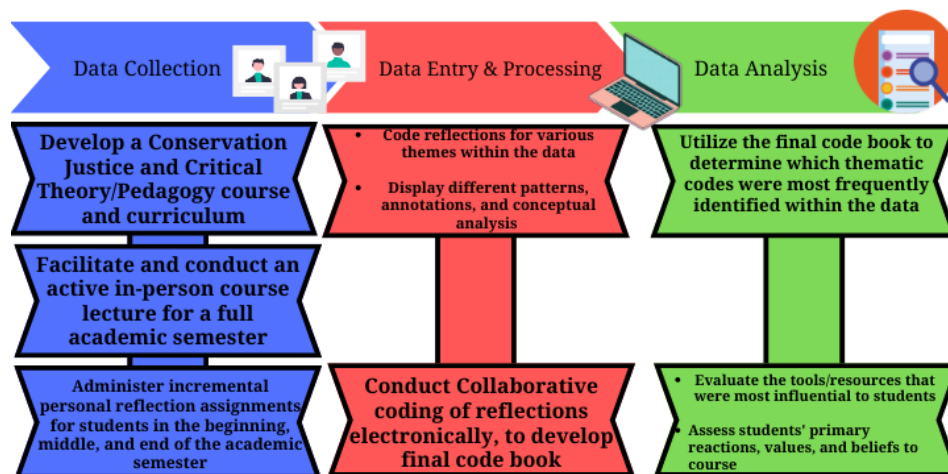 Data Collection
Data Entry & Processing
Data Analysis
Develop a Conservation
Justice and Critical
Theory/Pedagogy course
and curriculum
Facilitate and conduct an
active in-person course
lecture for a full
academic semester
Administer incremental
personal reflection assignments
for students in the beginning,
middle, and end of the academic
semester
• Code reflections for various
themes within the data
• Display different patterns,
annotations, and conceptual
analysis
Conduct Collaborative
coding of reflections
electronically, to develop
final code book
Utilize the final code book to
determine which thematic
codes were most frequently
identified within the data
• Evaluate the tools/resources that
were most influential to students
• Assess students' primary
reactions, values, and beliefs to
course